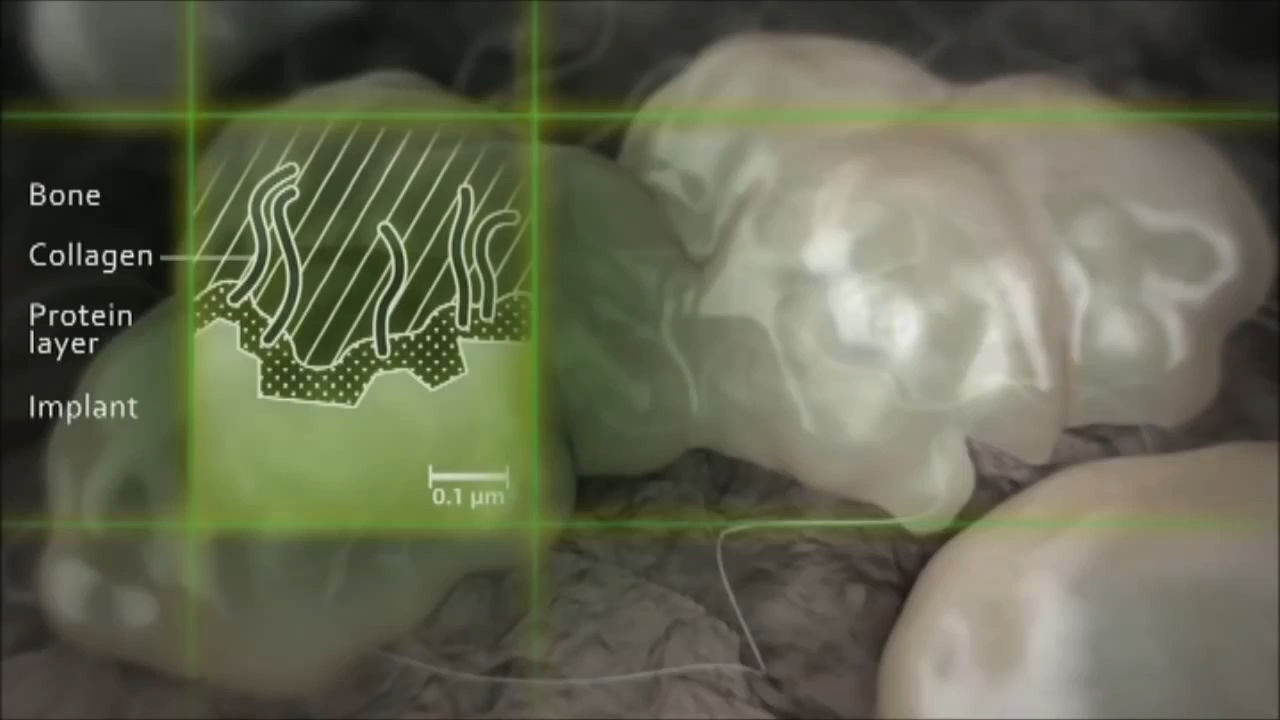 Bone
Collagen
Protein
layer
Implant
0.1 µm